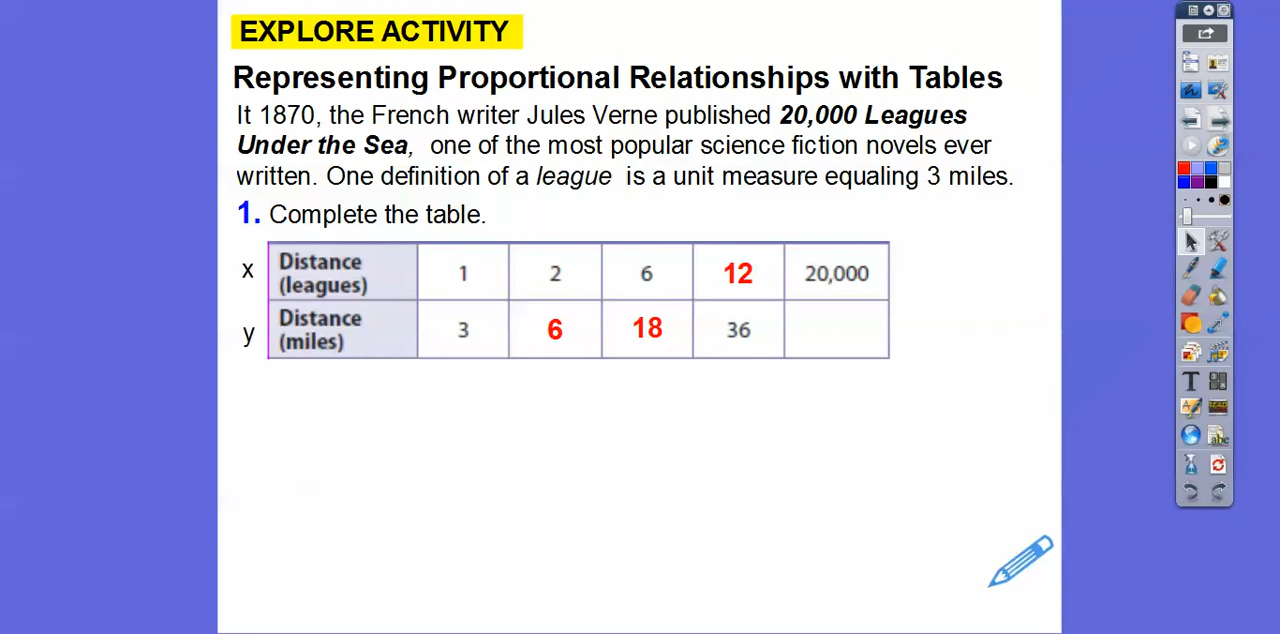 EXPLORE ACTIVITY
Representing Proportional Relationships with Tables
It 1870, the French writer Jules Verne published 20,000 Leagues
Under the Sea, one of the most popular science fiction novels ever
written. One definition of a league is a unit measure equaling 3 miles.
1. Complete the table.
x Distance (leagues) 1 2 6 12 20,000
y Distance (miles) 3 6 18 36
T
abc